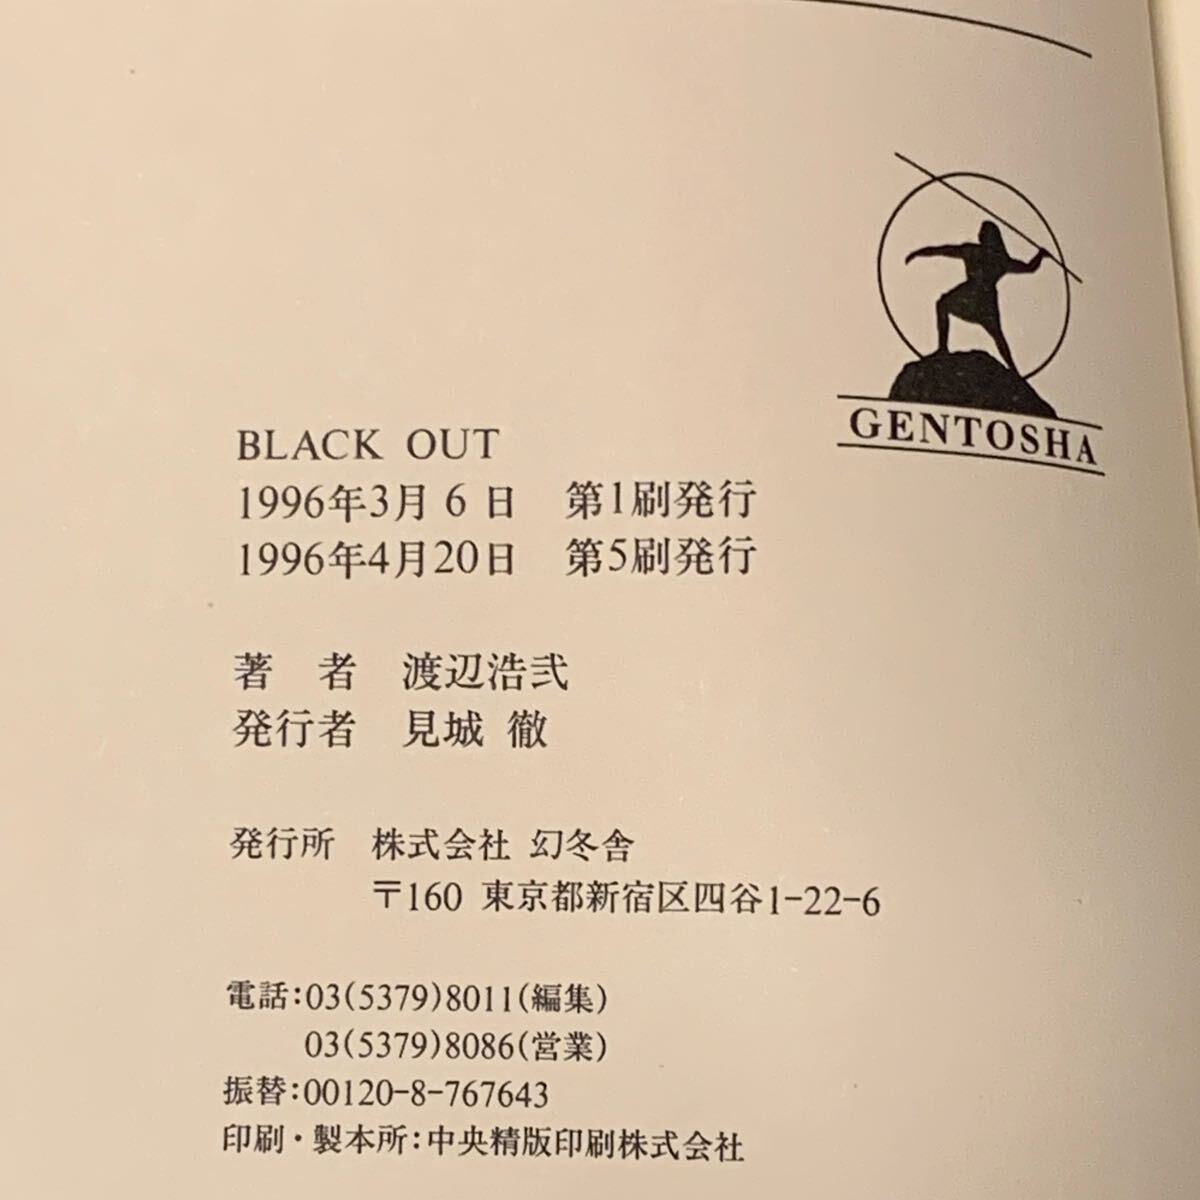 GENTOSHA
BLACK OUT
1996年3月6日 第1刷発行
1996年4月20日 第5刷発行
著 者 渡辺浩弐
発行者 見城 徹
発行所 株式会社 幻冬舎
〒160 東京都新宿区四谷1-22-6
電話:03(5379)8011(編集)
03(5379)8086(営業)
振替:00120-8-767643
印刷・製本所:中央精版印刷株式会社